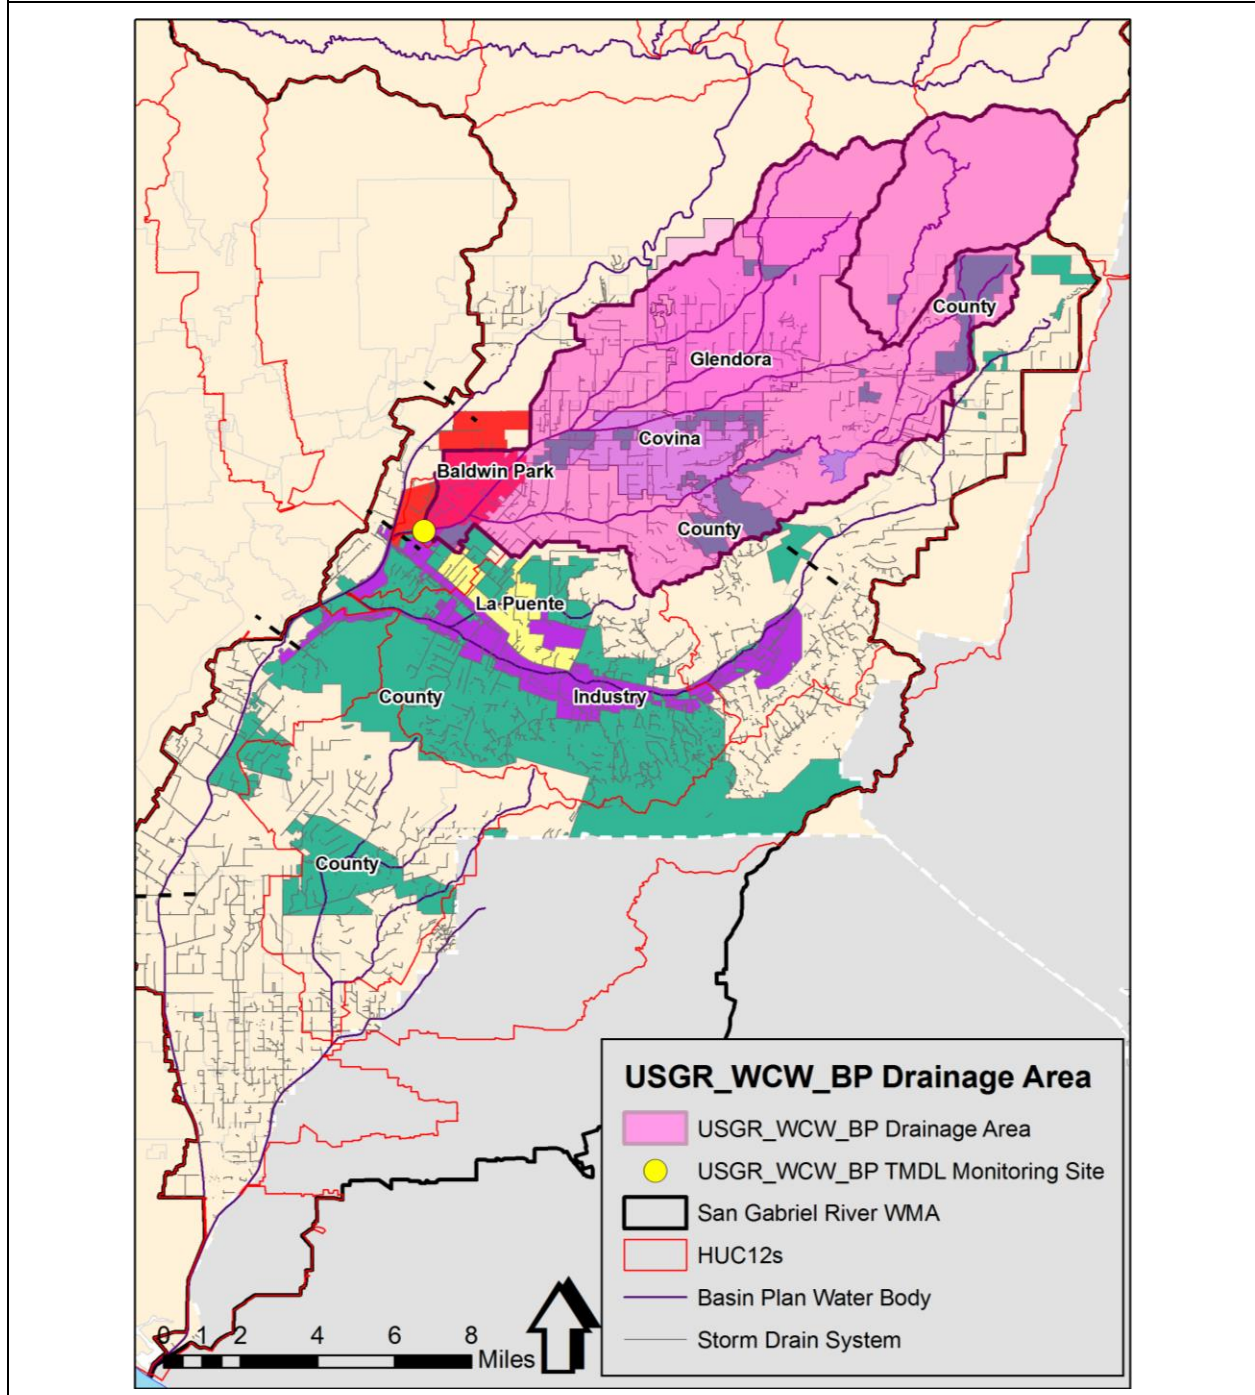 County
Glendora
Covina
Baldwin Park
County
La Puente
County
Industry
County
USGR_WCW_BP Drainage Area
USGR_WCW_BP Drainage Area
USGR_WCW_BP TMDL Monitoring Site
San Gabriel River WMA
HUC12s
Basin Plan Water Body
Storm Drain System
0 1 2 4 6 8
Miles